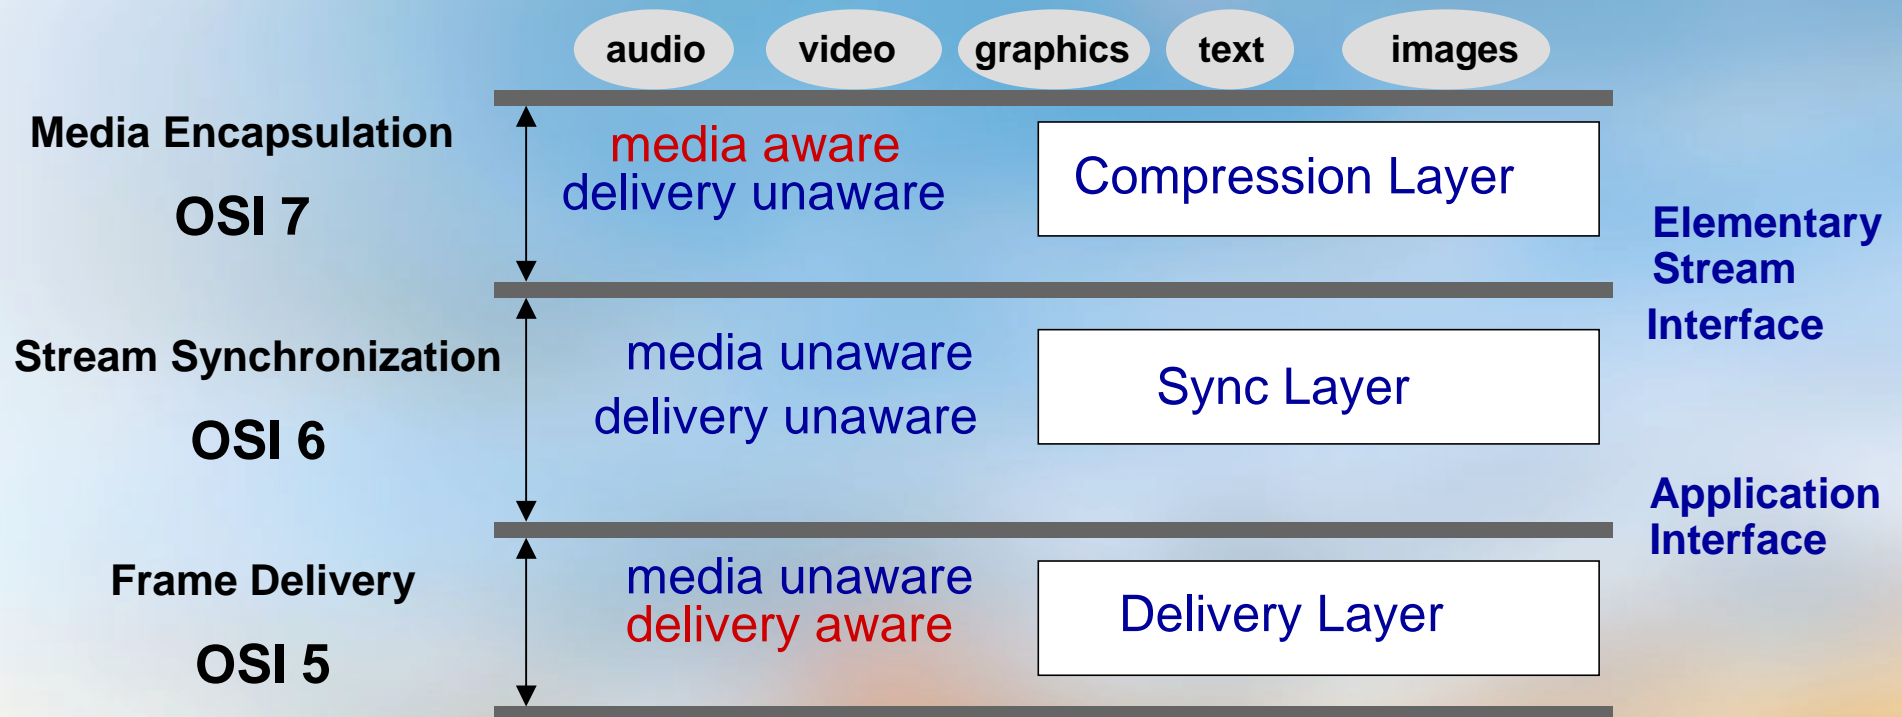 audio video graphics text images
Media Encapsulation
OSI 7
media aware
delivery unaware
Compression Layer
Elementary
Stream
Interface
Stream Synchronization
OSI 6
media unaware
delivery unaware
Sync Layer
Application
Interface
Frame Delivery
OSI 5
media unaware
delivery aware
Delivery Layer